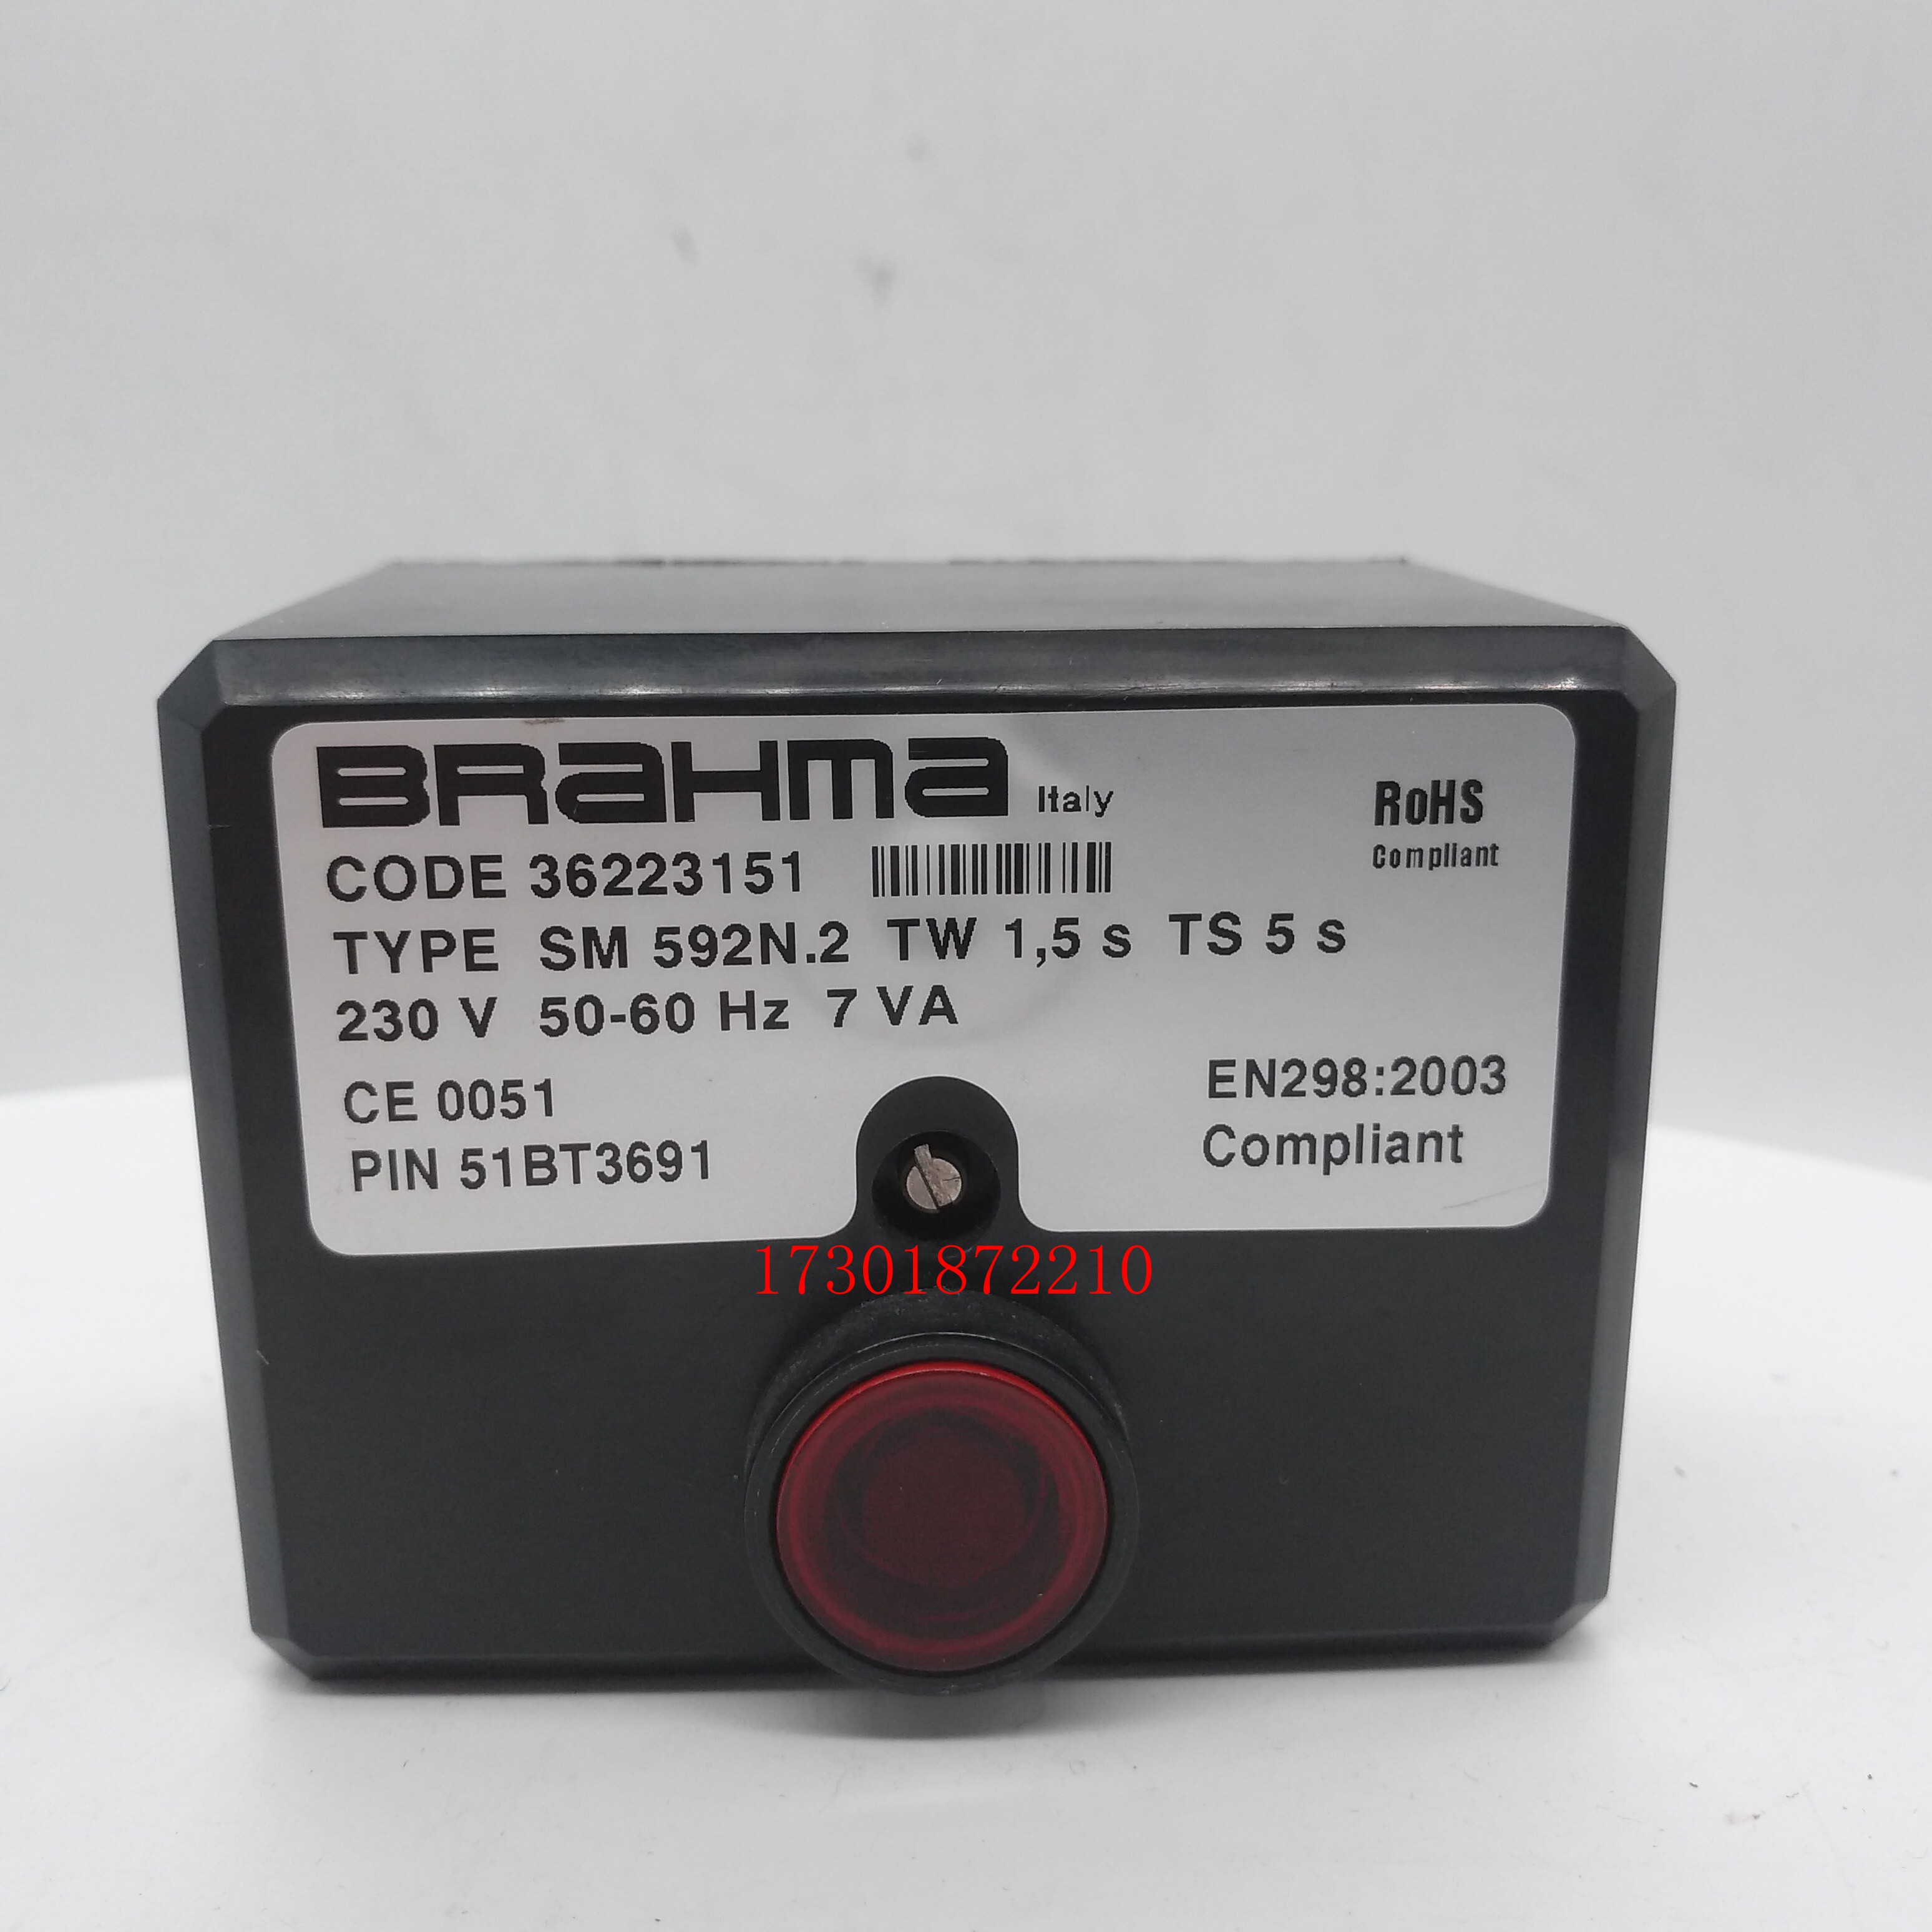 BRAHMA Italy
RoHS
Compliant
CODE 36223151
TYPE SM 592N.2 TW 1,5 s TS 5 s
230 V 50-60 Hz 7 VA
CE 0051
PIN 51BT3691
EN298:2003
Compliant
17301872210